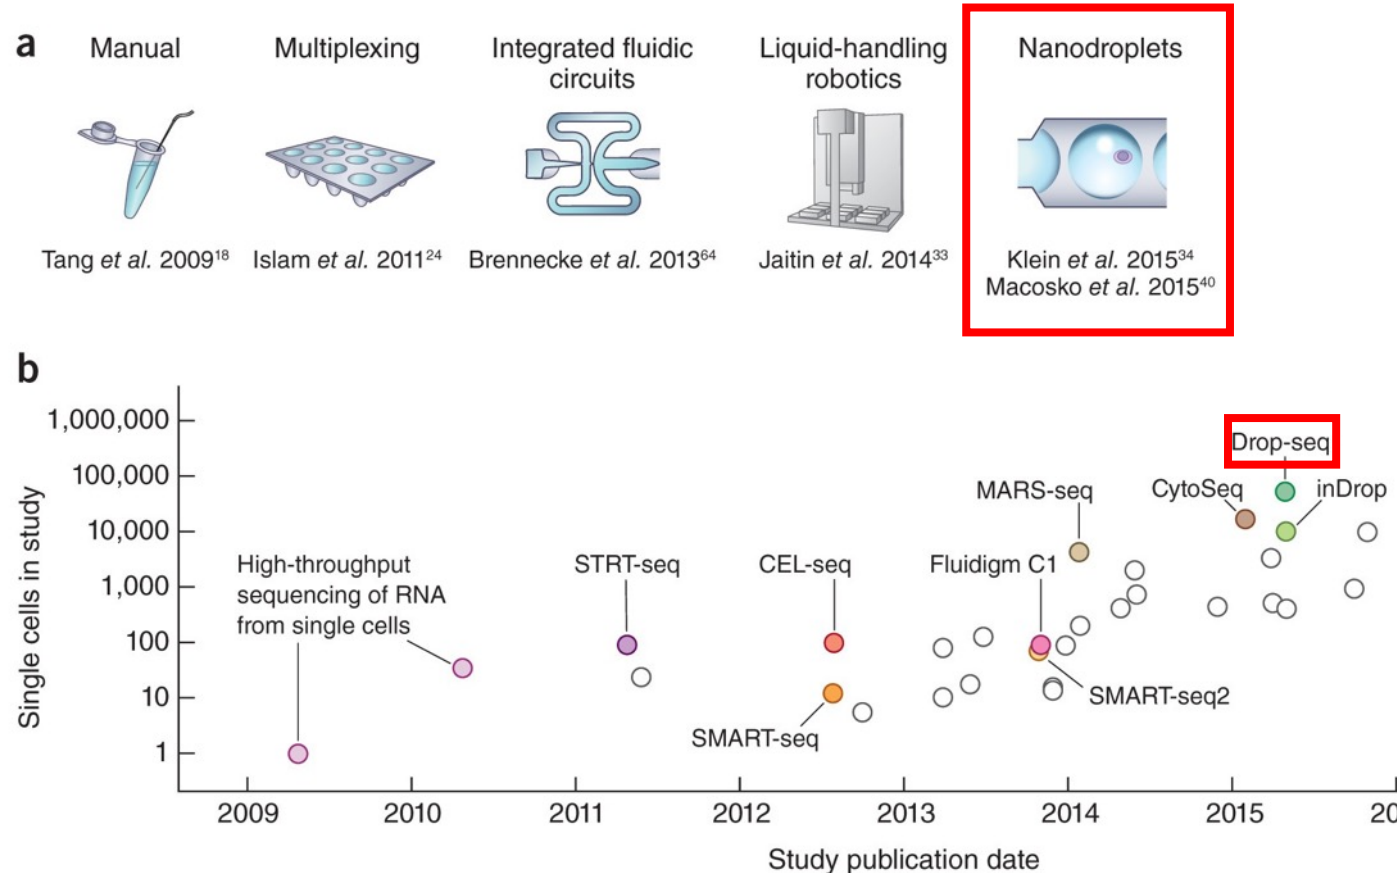 a
Manual
Multiplexing
Integrated fluidic
circuits
Liquid-handling
robotics
Nanodroplets
Tang et al. 2009¹⁸
Islam et al. 2011²⁴
Brennecke et al. 2013⁶⁴
Jaitin et al. 2014³³
Klein et al. 2015³⁴
Macosko et al. 2015⁴⁰
b
Single cells in study
1,000,000
100,000
10,000
1,000
100
10
1
High-throughput
sequencing of RNA
from single cells
STRT-seq
CEL-seq
SMART-seq
Fluidigm C1
SMART-seq2
MARS-seq
CytoSeq
Drop-seq
inDrop
2009
2010
2011
2012
2013
2014
2015
20
Study publication date